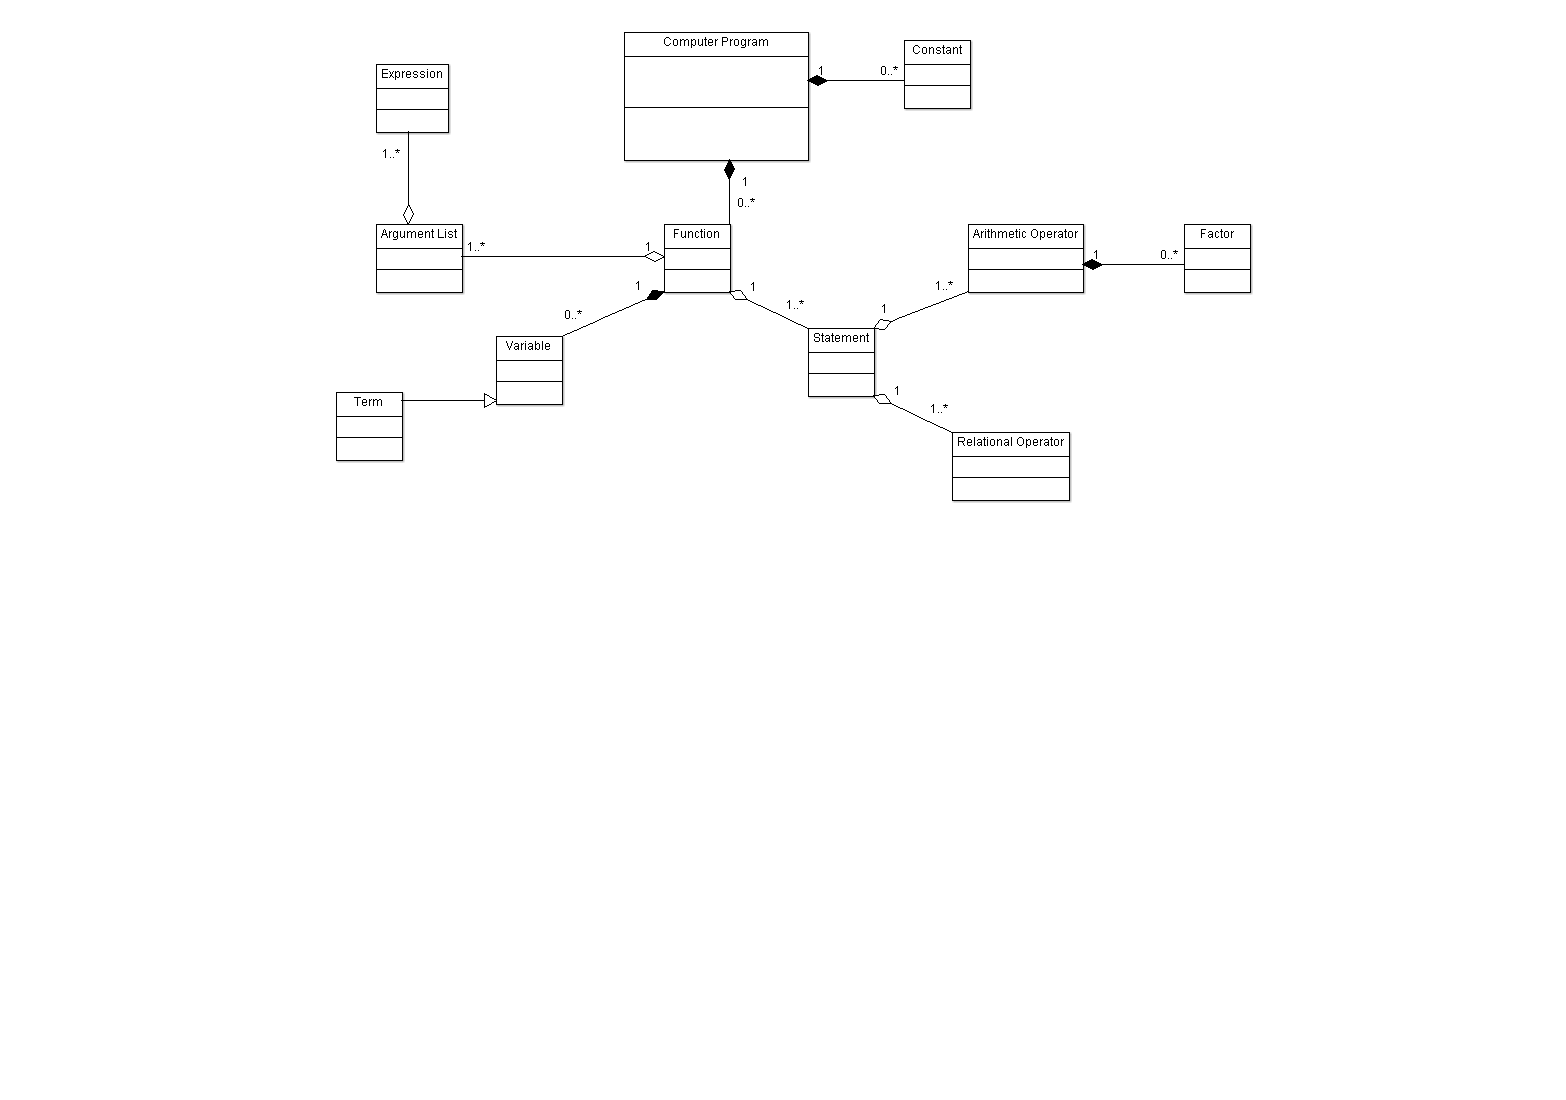 Computer Program
Constant
Expression
1
0..*
1..*
1
0..*
Argument List
Function
Arithmetic Operator
Factor
1..*
1
1
0..*
1
1
1..*
0..*
1..*
1
Statement
Variable
1
Term
1..*
Relational Operator